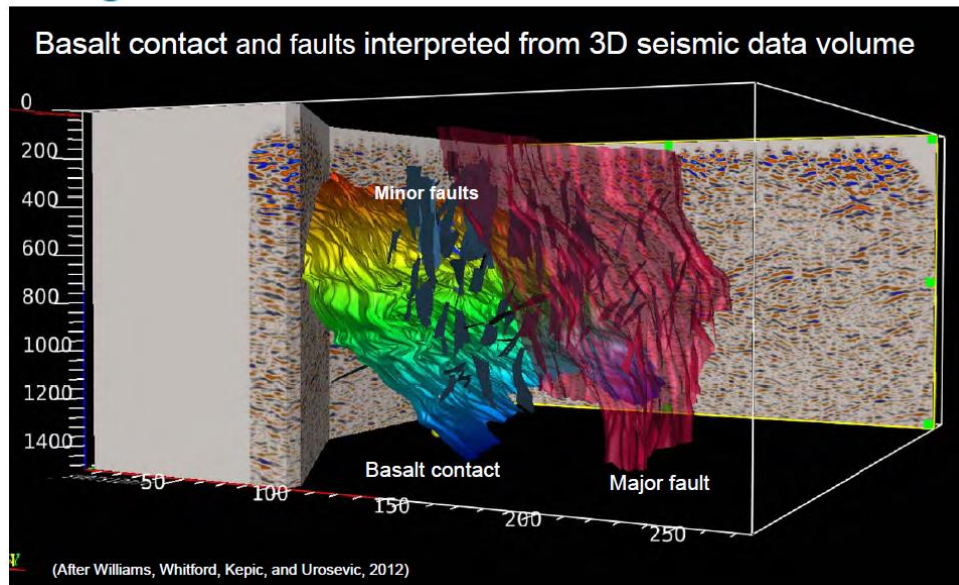 Basalt contact and faults interpreted from 3D seismic data volume
0
200
400
600
800
1000
1200
1400
Minor faults
Basalt contact
Major fault
50
100
150
200
250
(After Williams, Whitford, Kepic, and Urosevic, 2012)